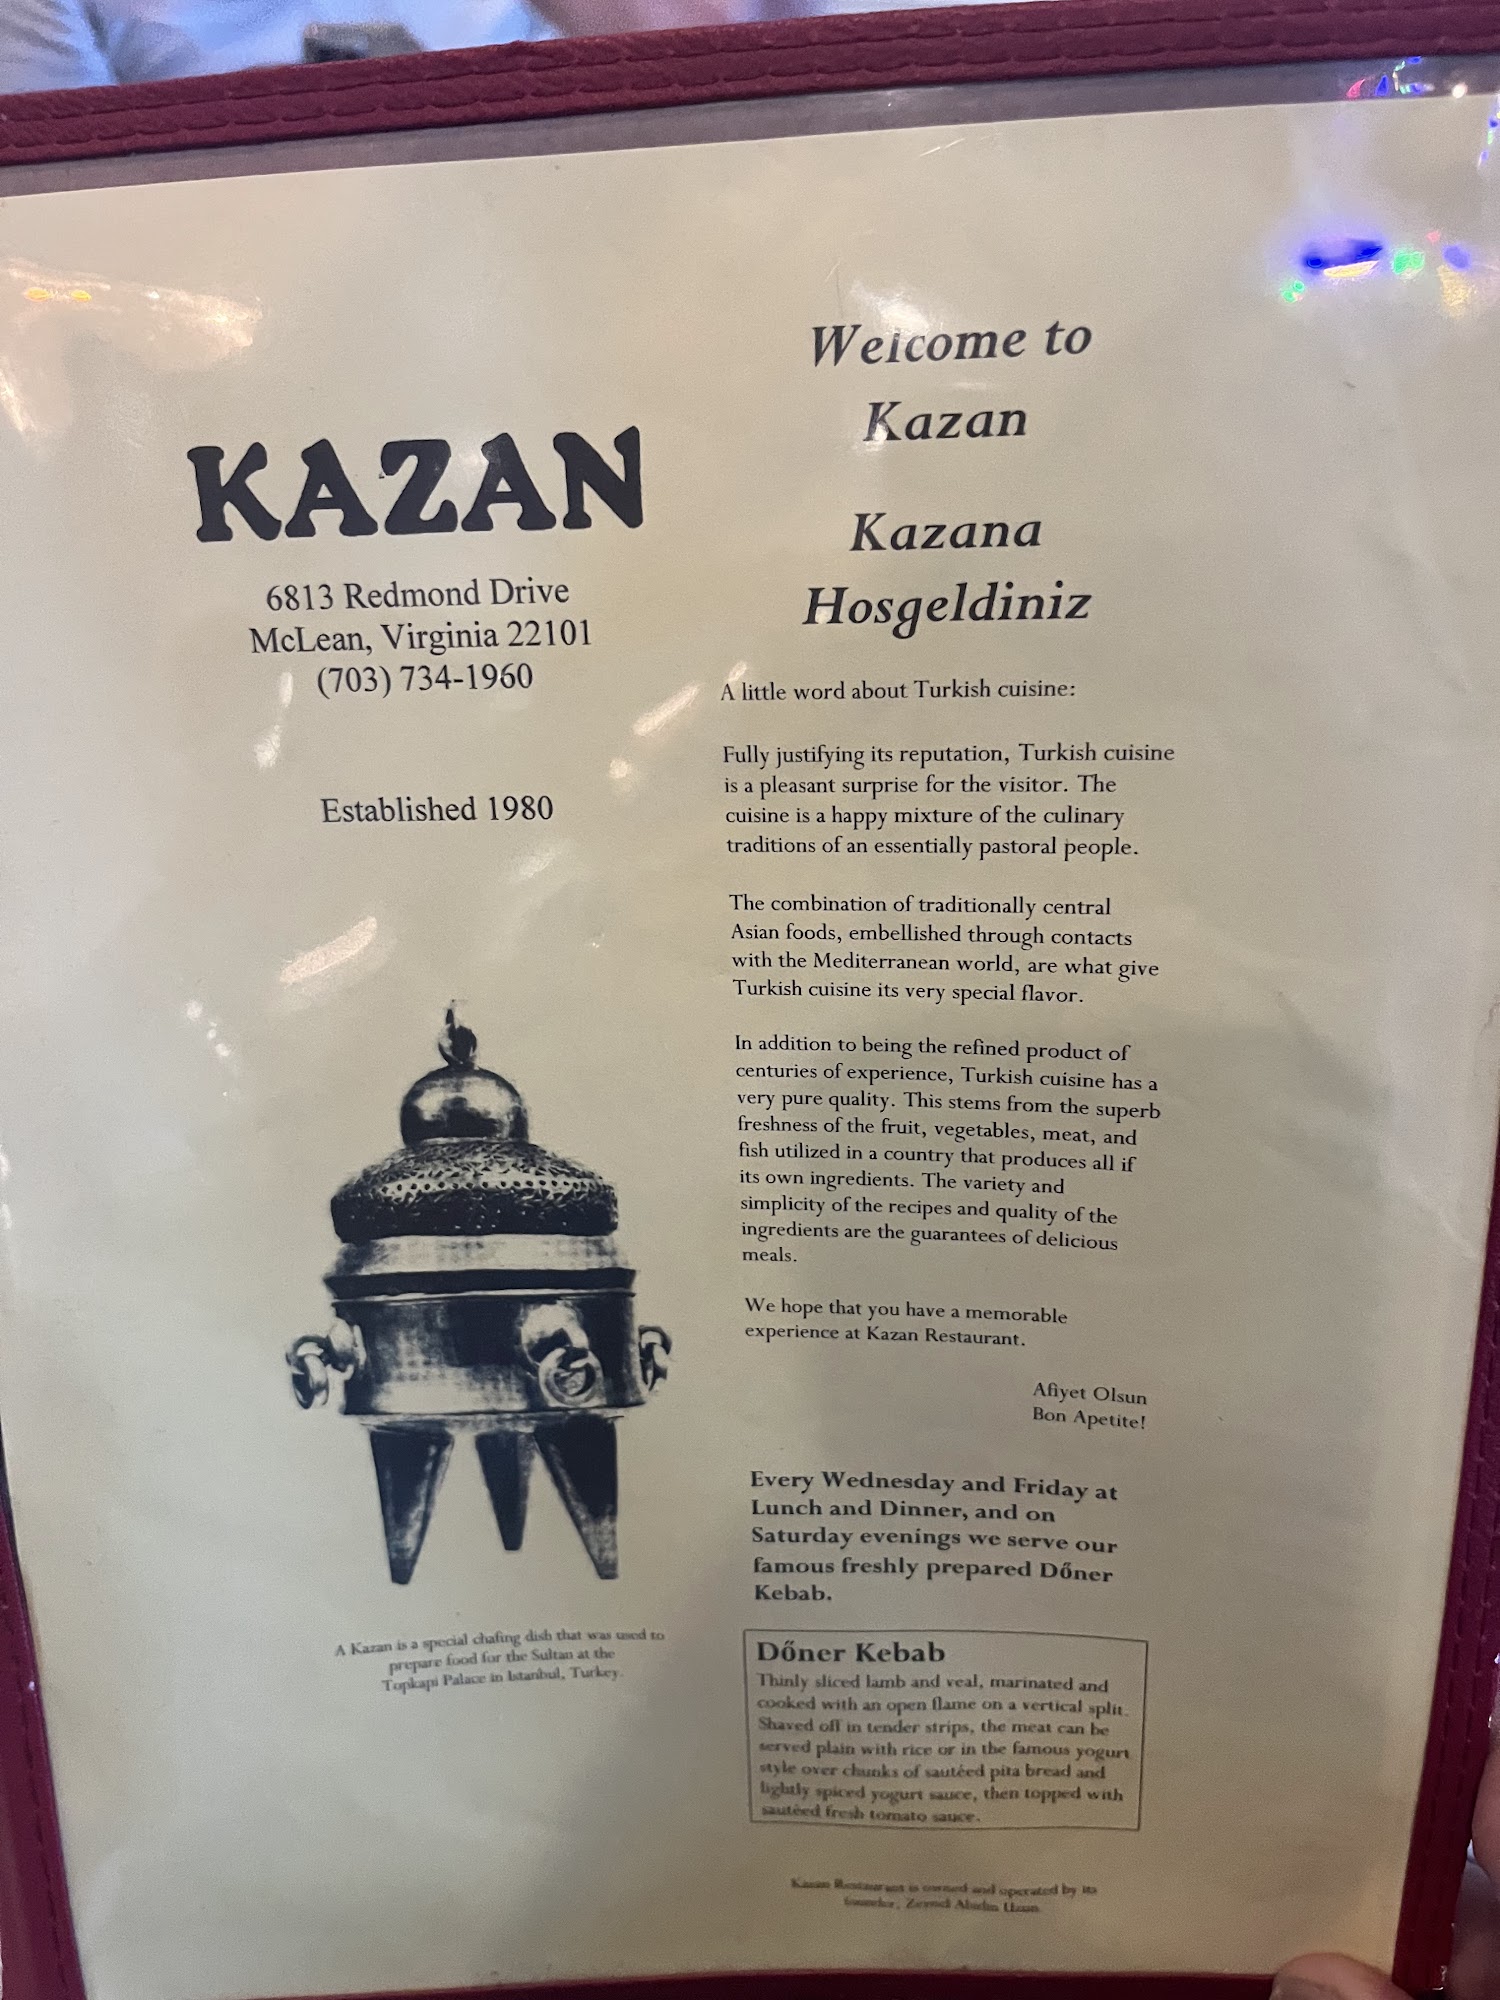 KAZAN
6813 Redmond Drive
McLean, Virginia 22101
(703) 734-1960
Established 1980
A Kazan is a special chafing dish that was used to
prepare food for the Sultan at the
Topkapi Palace in Istanbul, Turkey.
Welcome to
Kazan
Kazana
Hosgeldiniz
A little word about Turkish cuisine:
Fully justifying its reputation, Turkish cuisine
is a pleasant surprise for the visitor. The
cuisine is a happy mixture of the culinary
traditions of an essentially pastoral people.
The combination of traditionally central
Asian foods, embellished through contacts
with the Mediterranean world, are what give
Turkish cuisine its very special flavor.
In addition to being the refined product of
centuries of experience, Turkish cuisine has a
very pure quality. This stems from the superb
freshness of the fruit, vegetables, meat, and
fish utilized in a country that produces all if
its own ingredients. The variety and
simplicity of the recipes and quality of the
ingredients are the guarantees of delicious
meals.
We hope that you have a memorable
experience at Kazan Restaurant.
Afiyet Olsun
Bon Apetite!
Every Wednesday and Friday at
Lunch and Dinner, and on
Saturday evenings we serve our
famous freshly prepared Dőner
Kebab.
Dőner Kebab
Thinly sliced lamb and veal, marinated and
cooked with an open flame on a vertical split.
Shaved off in tender strips, the meat can be
served plain with rice or in the famous yogurt
style over chunks of sautéed pita bread and
lightly spiced yogurt sauce, then topped with
sautéed fresh tomato sauce.
Kazan Restaurant is owned and operated by its
founder,